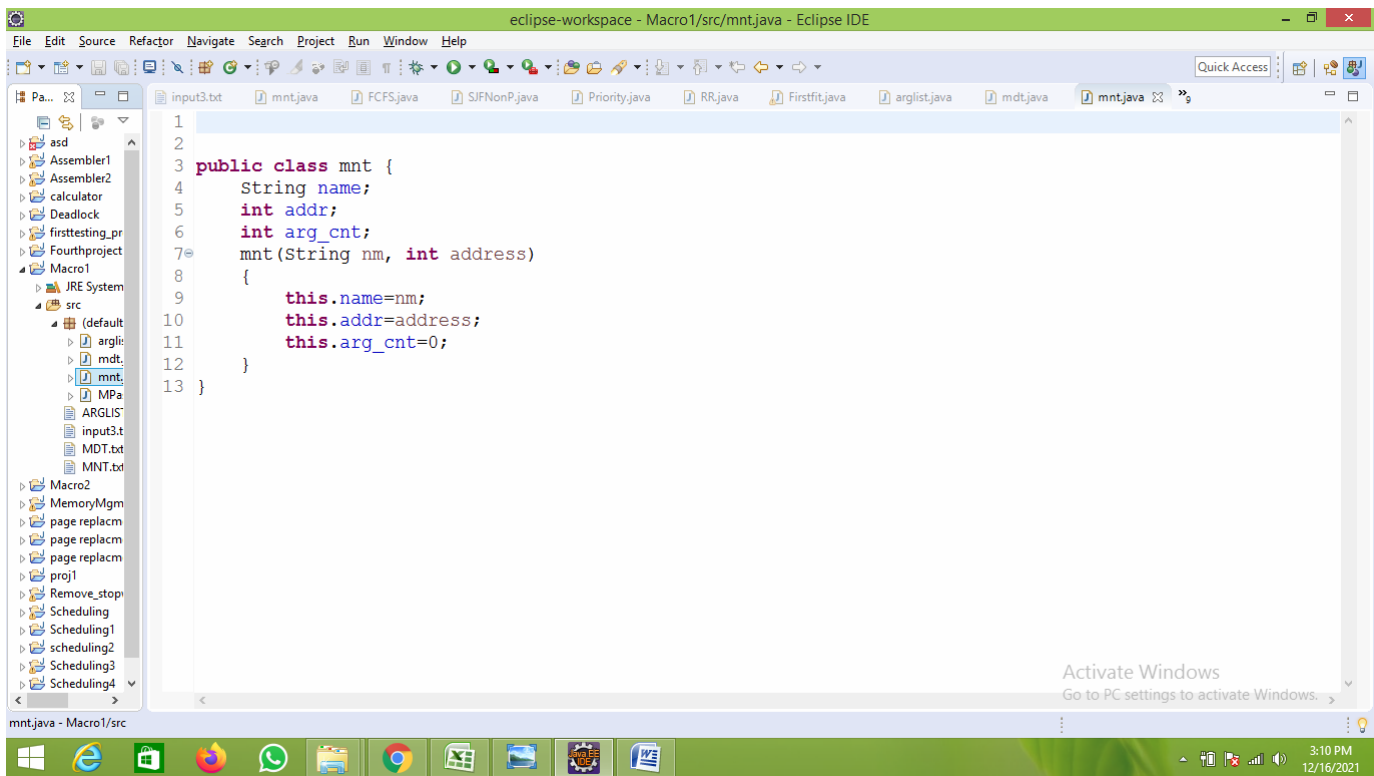 eclipse-workspace - Macro1/src/mnt.java - Eclipse IDE
File Edit Source Refactor Navigate Search Project Run Window Help
Quick Access
Pa...
input3.txt mnt.java FCFS.java SJFNonP.java Priority.java RR.java Firstfit.java arglist.java mdt.java mnt.java »9
asd
Assembler1
Assembler2
calculator
Deadlock
firsttesting_pr
Fourthproject
Macro1
JRE System
src
(default
arglis
mdt.
mnt.
MPa
ARGLIST
input3.t
MDT.txt
MNT.txt
Macro2
MemoryMgm
page replacm
page replacm
page replacm
proj1
Remove_stopw
Scheduling
Scheduling1
scheduling2
Scheduling3
Scheduling4
1
2
3 public class mnt {
4 String name;
5 int addr;
6 int arg_cnt;
7 mnt(String nm, int address)
8 {
9 this.name=nm;
10 this.addr=address;
11 this.arg_cnt=0;
12 }
13 }
Activate Windows
Go to PC settings to activate Windows.
mnt.java - Macro1/src
Java EE
IDE
3:10 PM
12/16/2021